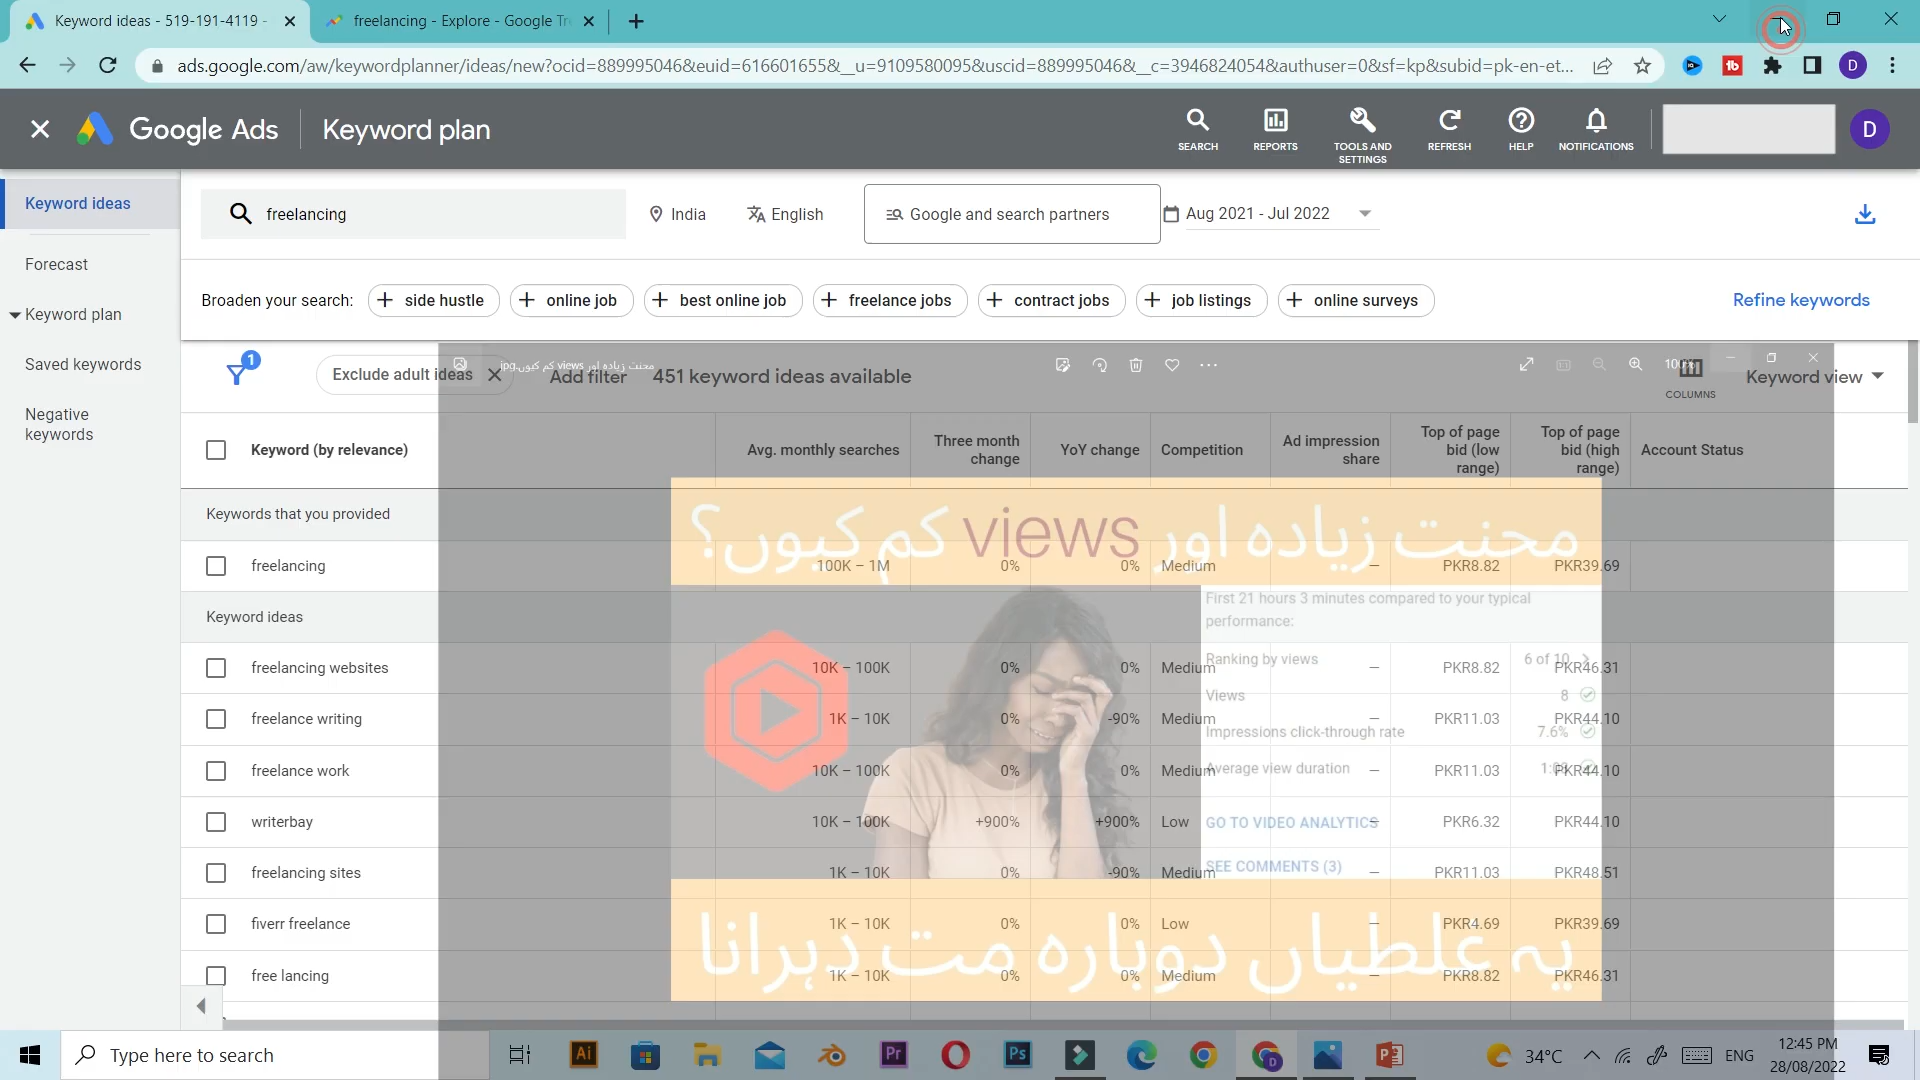 Keyword ideas - 519-191-4119 -
freelancing - Explore - Google Tr
ads.google.com/aw/keywordplanner/ideas/new?ocid=889995046&euid=616601655&__u=9109580095&uscid=889995046&__c=3946824054&authuser=0&sf=kp&subid=pk-en-et...
D
Google Ads
Keyword plan
SEARCH
REPORTS
TOOLS AND SETTINGS
REFRESH
HELP
NOTIFICATIONS
D
Keyword ideas
Forecast
Keyword plan
Saved keywords
Negative keywords
freelancing
India
English
Google and search partners
Aug 2021 - Jul 2022
Broaden your search:
side hustle
online job
best online job
freelance jobs
contract jobs
job listings
online surveys
Refine keywords
1
Exclude adult ideas
Add filter
451 keyword ideas available
COLUMNS
Keyword view
محنت زیادہ اور views کم کیوں.jpg
100%
Keyword (by relevance) Avg. monthly searches Three month change YoY change Competition Ad impression share Top of page bid (low range) Top of page bid (high range) Account Status
Keywords that you provided
محنت زیادہ اور views کم کیوں؟
freelancing 100K – 1M 0% 0% Medium — PKR8.82 PKR39.69
Keyword ideas
First 21 hours 3 minutes compared to your typical
performance:
freelancing websites 10K – 100K 0% 0% Medium — PKR8.82 PKR46.31
Ranking by views 6 of 10
freelance writing 1K – 10K 0% -90% Medium — PKR11.03 PKR44.10
Views 8
Impressions click-through rate 7.6%
freelance work 10K – 100K 0% 0% Medium — PKR11.03 PKR44.10
Average view duration
writerbay 10K – 100K +900% +900% Low — PKR6.32 PKR44.10
GO TO VIDEO ANALYTICS
freelancing sites 1K – 10K 0% -90% Medium — PKR11.03 PKR48.51
SEE COMMENTS (3)
fiverr freelance 1K – 10K 0% 0% Low — PKR4.69 PKR39.69
یہ غلطیاں دوبارہ مت دہرانا
free lancing 1K – 10K 0% 0% Medium — PKR8.82 PKR46.31
Type here to search
Ai
Pr
Ps
D
34°C
ENG
12:45 PM
28/08/2022